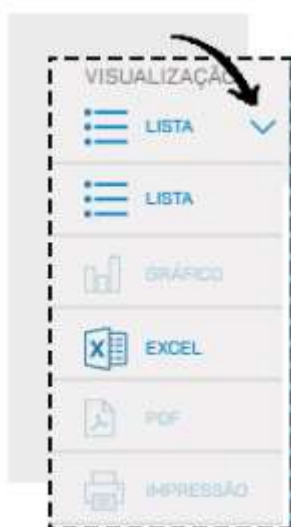 VISUALIZAÇÃO
LISTA
LISTA
GRÁFICO
EXCEL
PDF
IMPRESSÃO